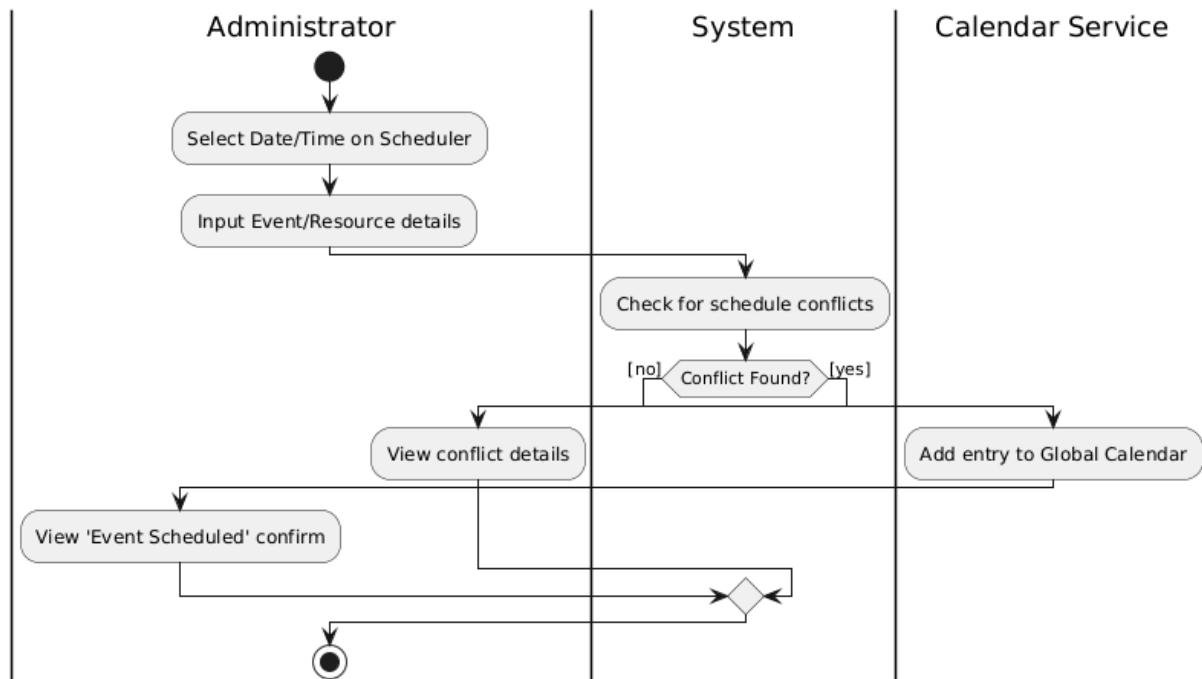 Administrator
System
Calendar Service
Select Date/Time on Scheduler
Input Event/Resource details
Check for schedule conflicts
[no]
Conflict Found?
[yes]
View conflict details
Add entry to Global Calendar
View 'Event Scheduled' confirm